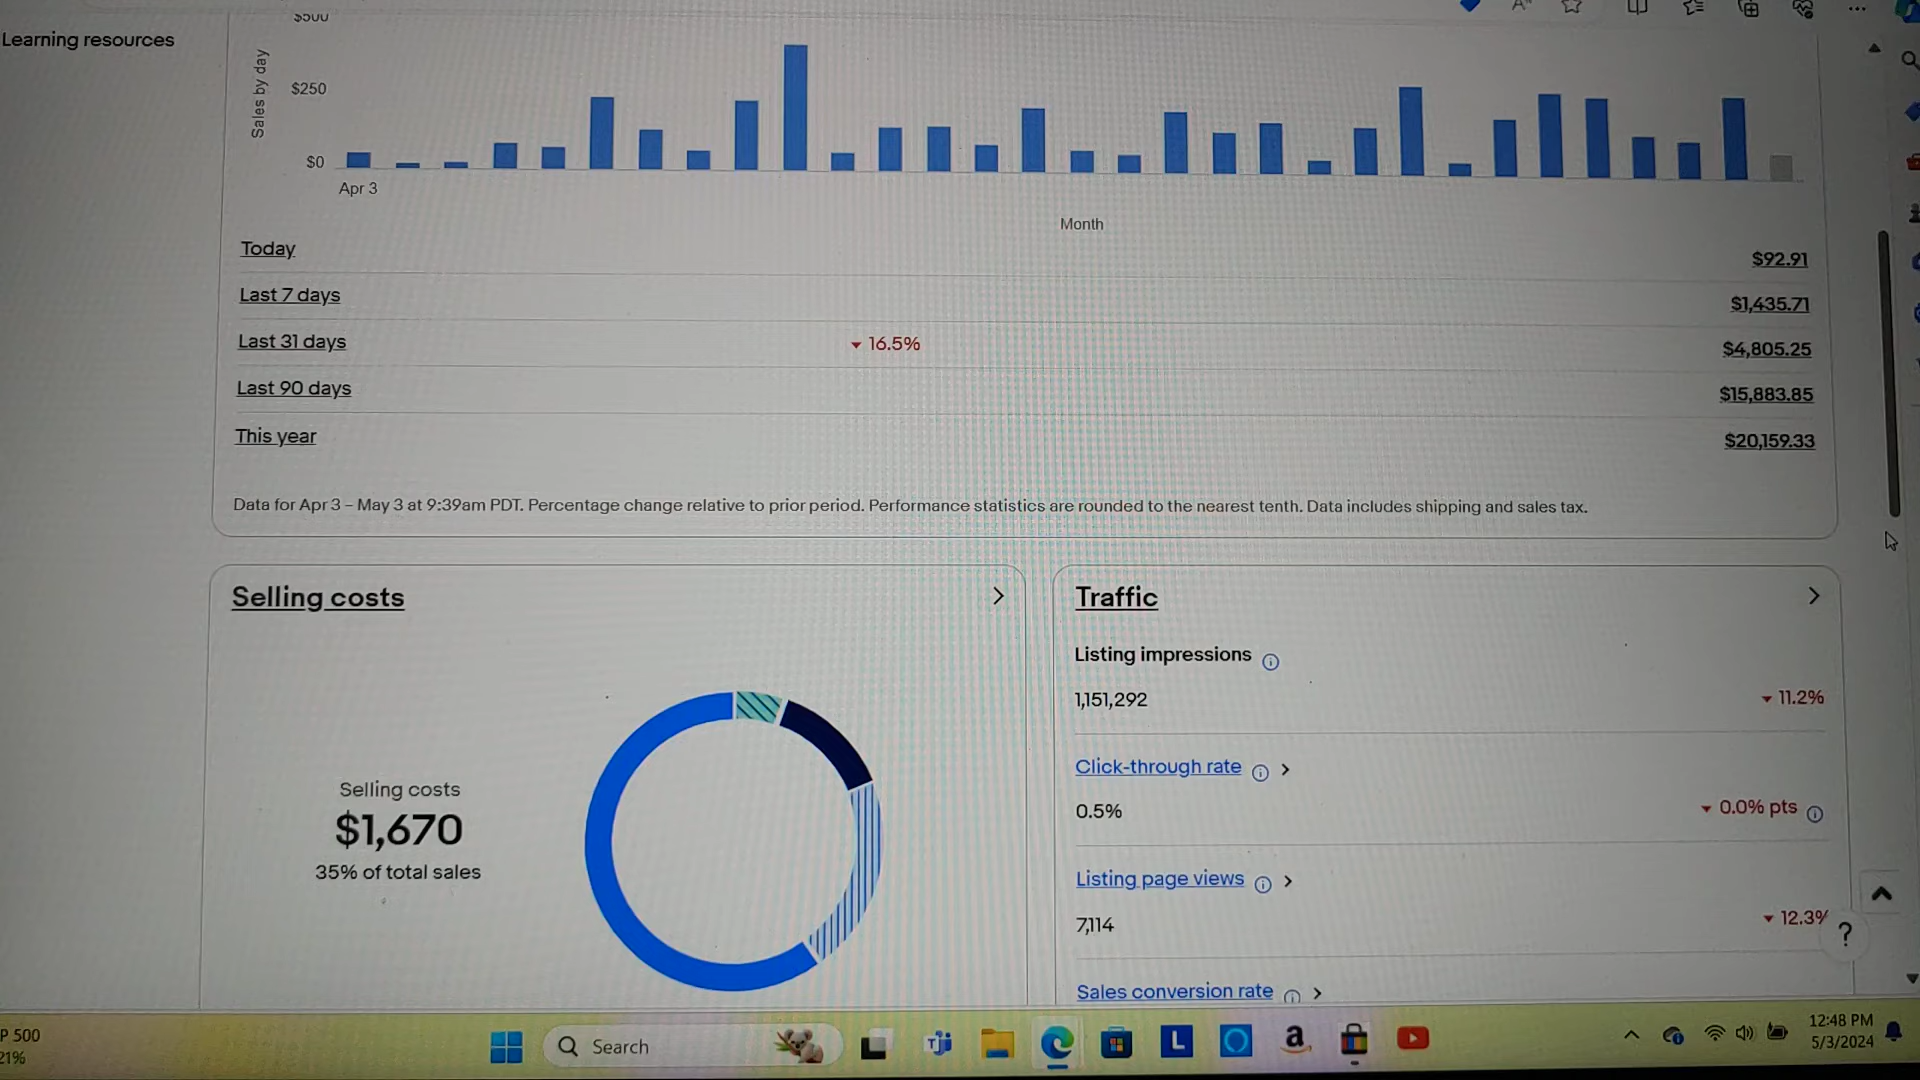 $500
Learning resources
Sales by day
$250
$0
Apr 3
Month
Today
$92.91
Last 7 days
$1,435.71
Last 31 days
16.5%
$4,805.25
Last 90 days
$15,883.85
This year
$20,159.33
Data for Apr 3 – May 3 at 9:39am PDT. Percentage change relative to prior period. Performance statistics are rounded to the nearest tenth. Data includes shipping and sales tax.
Selling costs
Selling costs
$1,670
35% of total sales
Traffic
Listing impressions
1,151,292
11.2%
Click-through rate
0.5%
0.0% pts
Listing page views
7,114
12.3%
?
Sales conversion rate
P 500
21%
Search
L
a
12:48 PM
5/3/2024